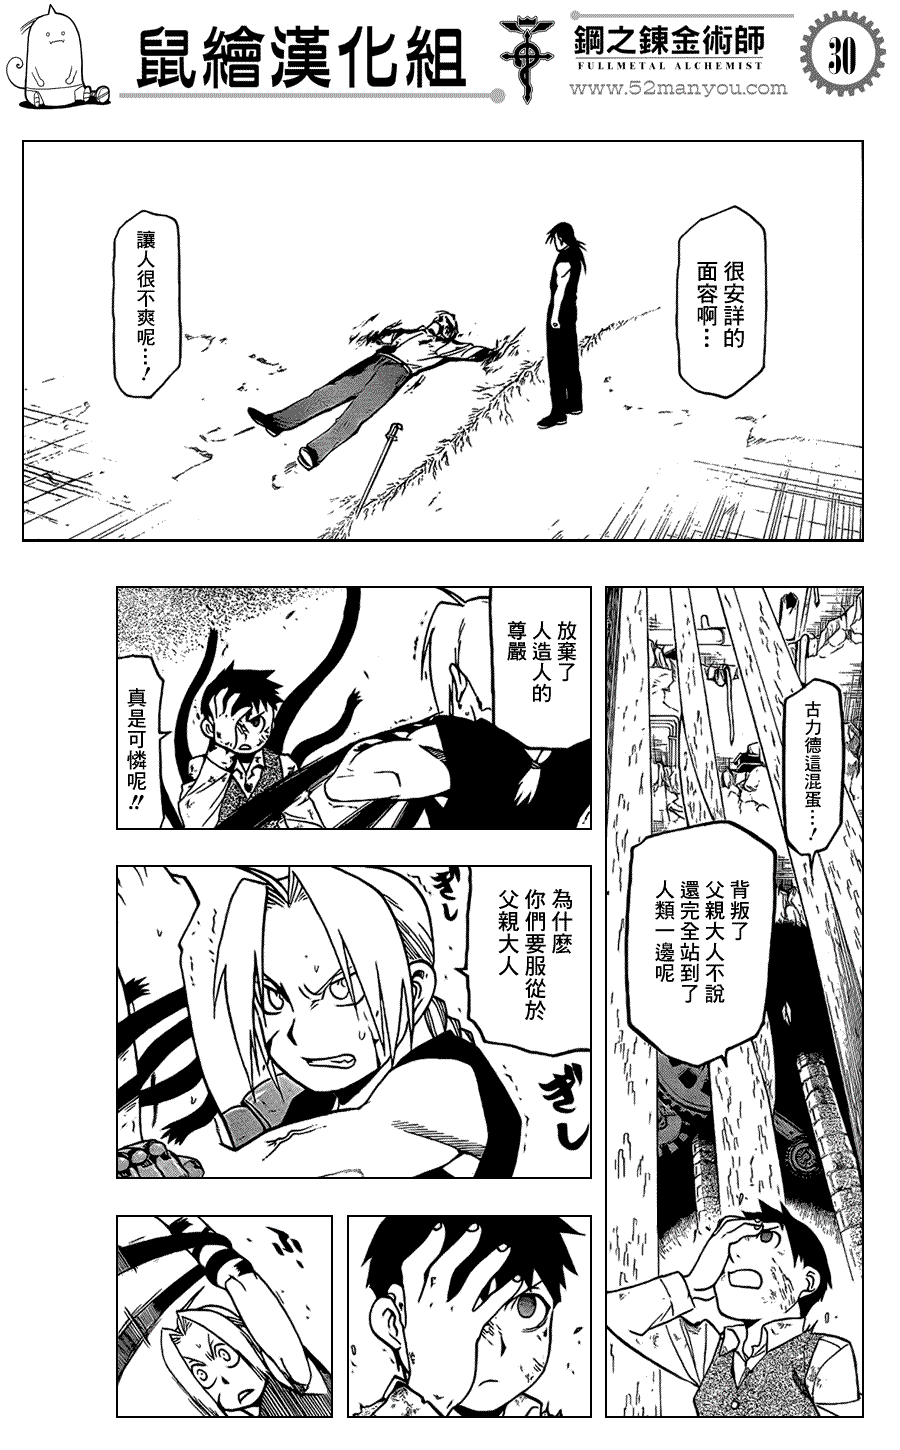 鼠繪漢化組
鋼之鍊金術師
FULLMETAL ALCHEMIST
www.52manyou.com
30
很安詳的
面容啊…
讓人很不爽呢…!
古力德這混蛋…!
背叛了
父親大人不說
還完全站到了
人類一邊呢
放棄了
人造人的
尊嚴
真是可憐呢!!
為什麼
你們要服從於
父親大人
ぎし
ぎし